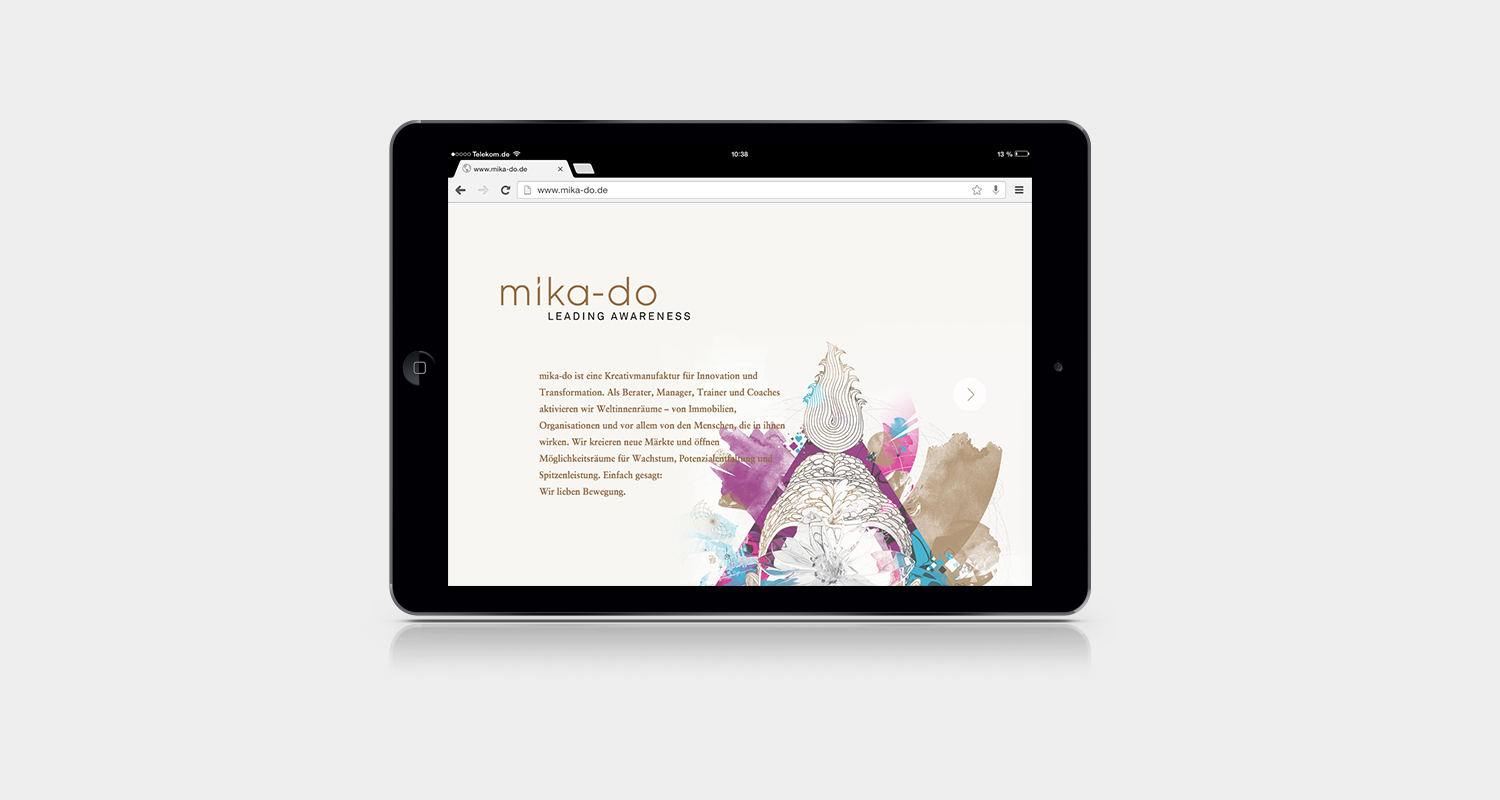 Telekom.de
10:38
13 %
www.mika-do.de
www.mika-do.de
mika-do
LEADING AWARENESS
mika-do ist eine Kreativmanufaktur für Innovation und
Transformation. Als Berater, Manager, Trainer und Coaches
aktivieren wir Weltinnenräume – von Immobilien,
Organisationen und vor allem von den Menschen, die in ihnen
wirken. Wir kreieren neue Märkte und öffnen
Möglichkeitsräume für Wachstum, Potenzialentfaltung und
Spitzenleistung. Einfach gesagt:
Wir lieben Bewegung.